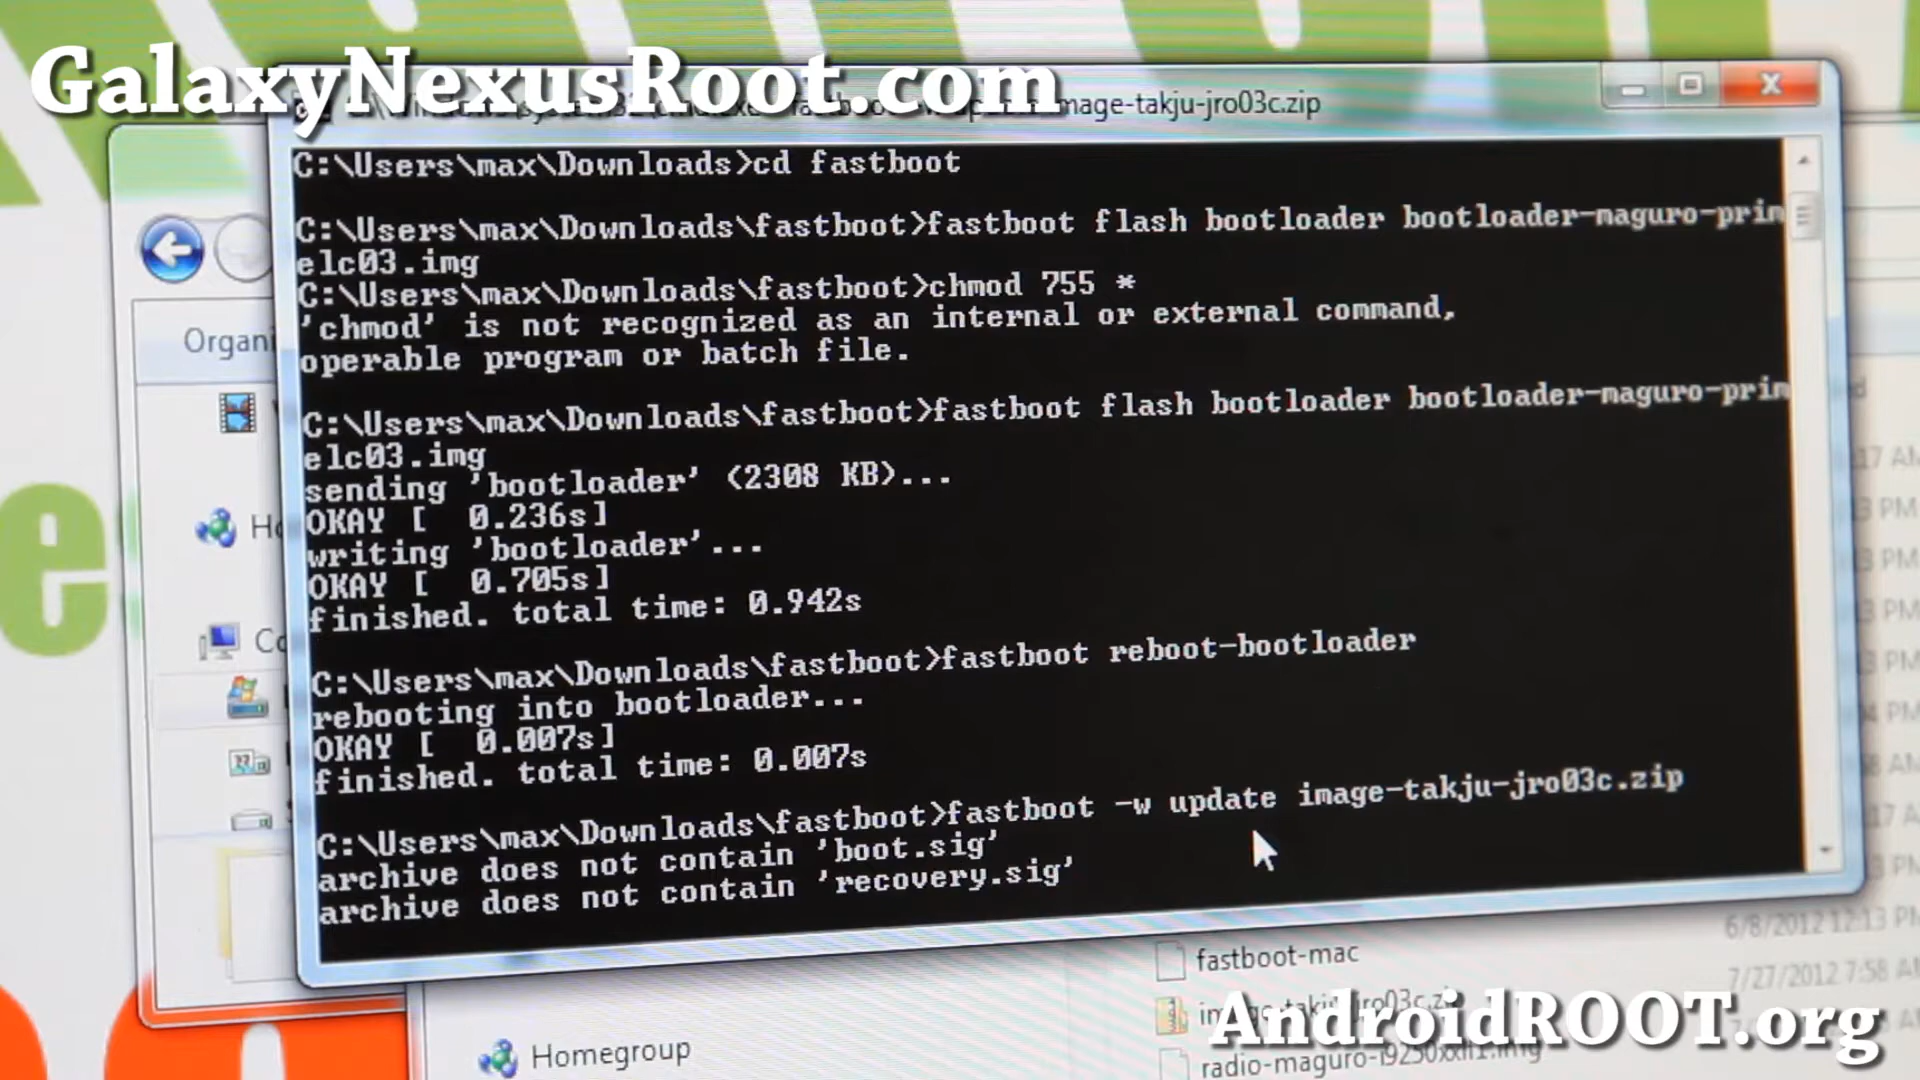 GalaxyNexusRoot.com
image-takju-jro03c.zip
C:\Users\max\Downloads>cd fastboot
C:\Users\max\Downloads\fastboot>fastboot flash bootloader bootloader-maguro-prim
elc03.img
C:\Users\max\Downloads\fastboot>chmod 755 *
'chmod' is not recognized as an internal or external command,
operable program or batch file.
C:\Users\max\Downloads\fastboot>fastboot flash bootloader bootloader-maguro-prim
elc03.img
sending 'bootloader' (2308 KB)...
OKAY [  0.236s]
writing 'bootloader'...
OKAY [  0.705s]
finished. total time: 0.942s
C:\Users\max\Downloads\fastboot>fastboot reboot-bootloader
rebooting into bootloader...
OKAY [  0.007s]
finished. total time: 0.007s
C:\Users\max\Downloads\fastboot>fastboot -w update image-takju-jro03c.zip
archive does not contain 'boot.sig'
archive does not contain 'recovery.sig'
Organi
6/8/2012 12:13 PM
fastboot-mac
7/27/2012 7:58 AM
AndroidROOT.org
Homegroup